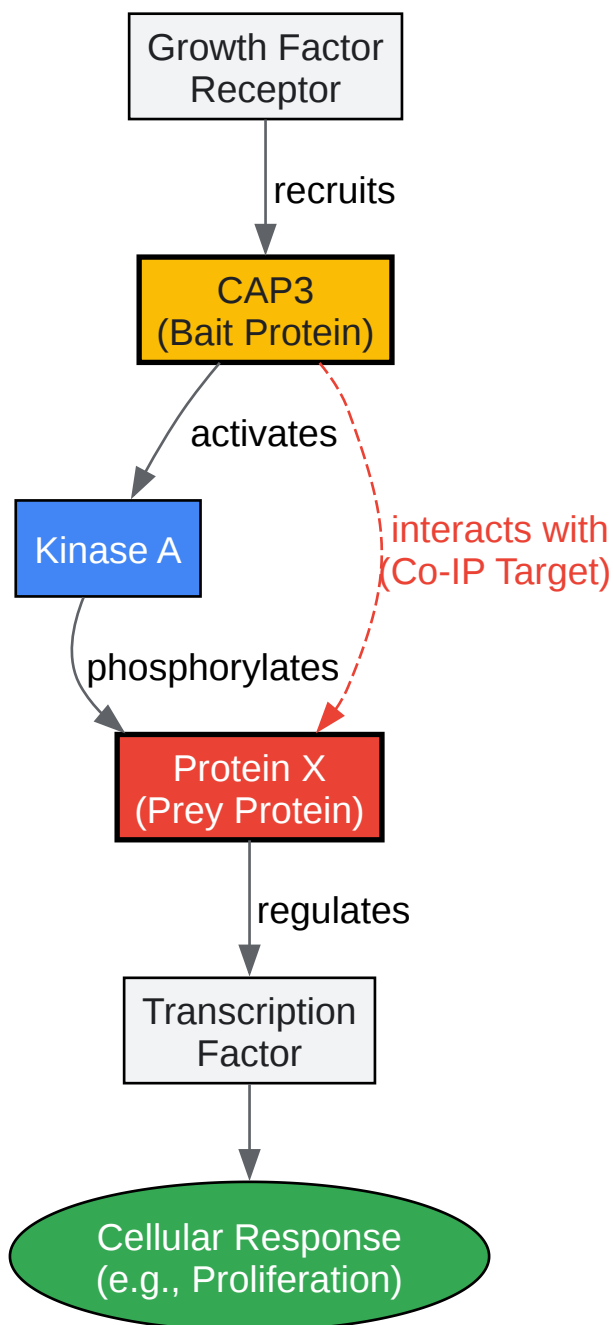 Growth Factor
Receptor
recruits
CAP3
(Bait Protein)
activates
Kinase A
interacts with
(Co-IP Target)
phosphorylates
Protein X
(Prey Protein)
regulates
Transcription
Factor
Cellular Response
(e.g., Proliferation)